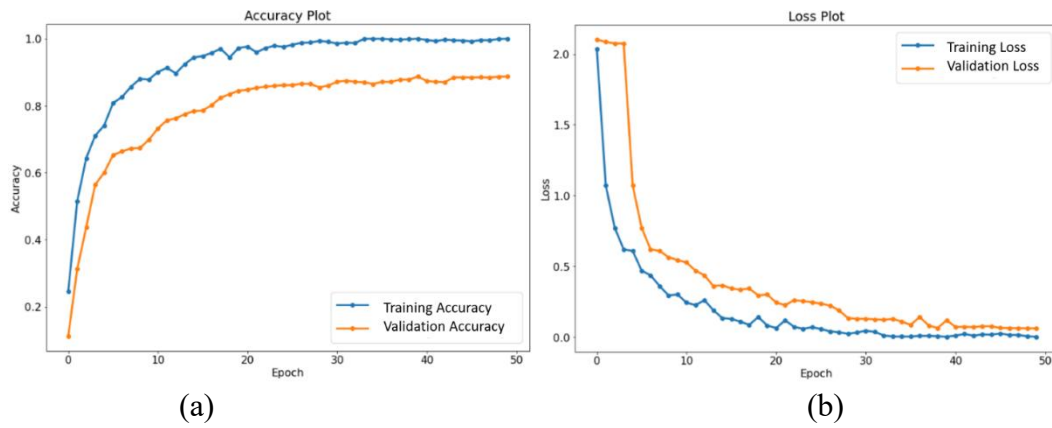 Accuracy Plot
1.0
0.8
0.6
0.4
0.2
Accuracy
Training Accuracy
Validation Accuracy
0 10 20 30 40 50
Epoch
(a)
Loss Plot
2.0
1.5
1.0
0.5
0.0
Loss
Training Loss
Validation Loss
0 10 20 30 40 50
Epoch
(b)